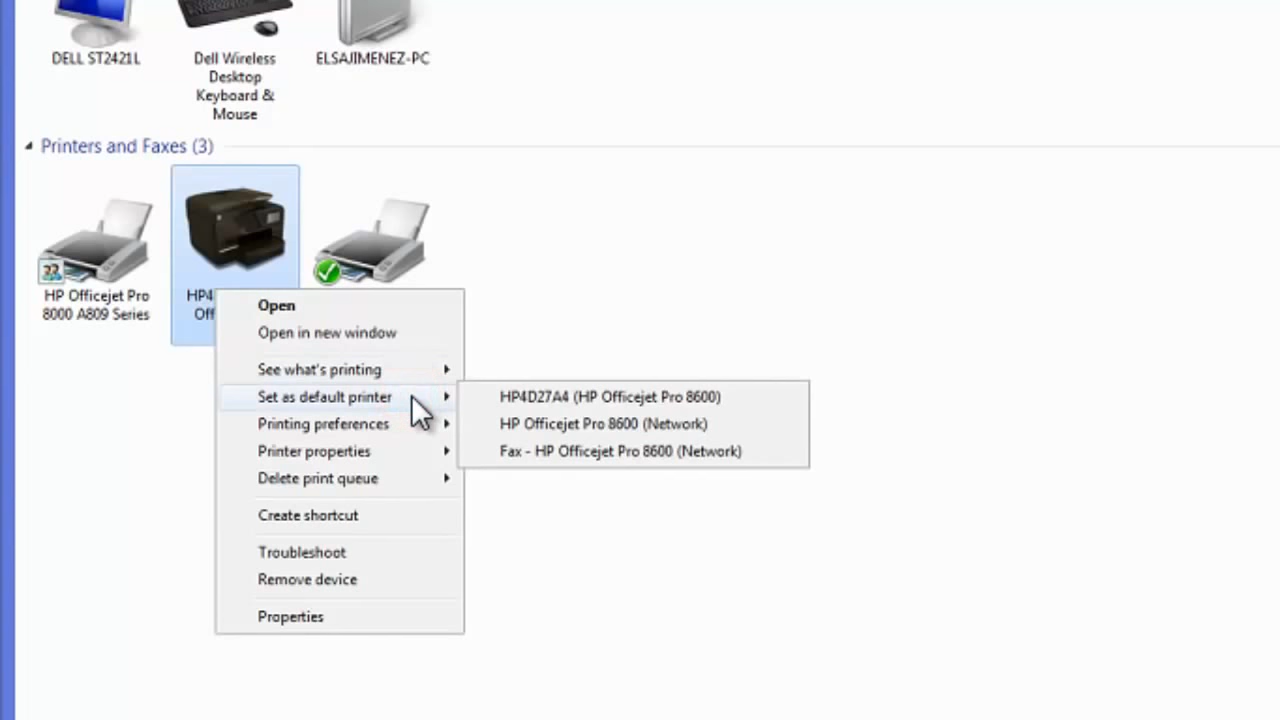 DELL ST2421L
Dell Wireless
Desktop
Keyboard &
Mouse
ELSAJIMENEZ-PC
Printers and Faxes (3)
HP Officejet Pro
8000 A809 Series
HP4
Off
Open
Open in new window
See what's printing
Set as default printer
Printing preferences
Printer properties
Delete print queue
Create shortcut
Troubleshoot
Remove device
Properties
HP4D27A4 (HP Officejet Pro 8600)
HP Officejet Pro 8600 (Network)
Fax - HP Officejet Pro 8600 (Network)